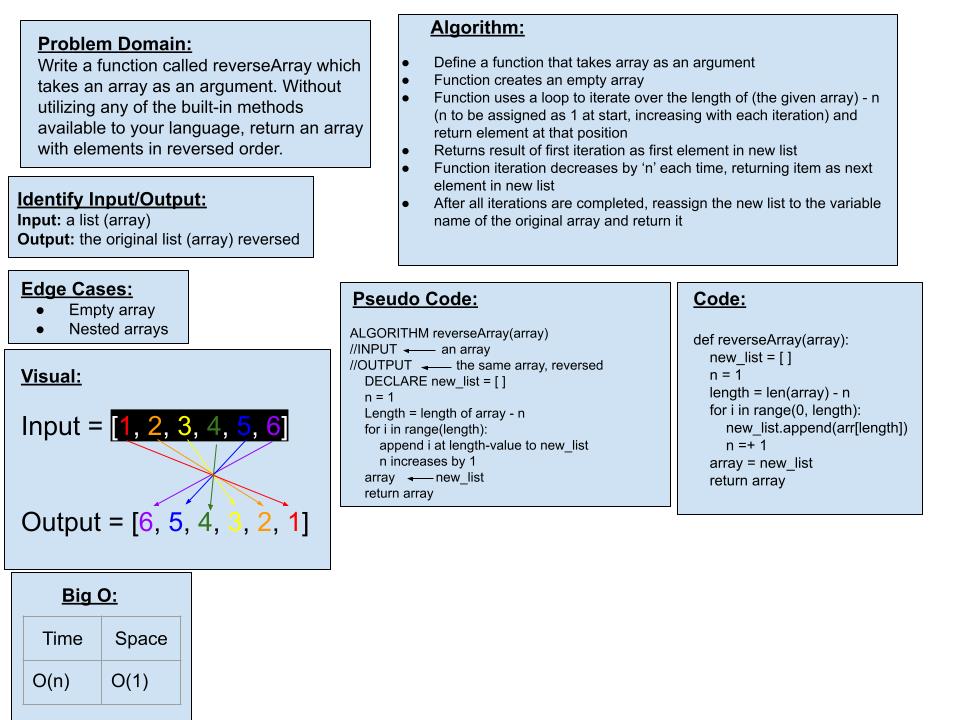 Problem Domain:
Write a function called reverseArray which
takes an array as an argument. Without
utilizing any of the built-in methods
available to your language, return an array
with elements in reversed order.
Identify Input/Output:
Input: a list (array)
Output: the original list (array) reversed
Edge Cases:
● Empty array
● Nested arrays
Visual:
Input = [1, 2, 3, 4, 5, 6]
Output = [6, 5, 4, 3, 2, 1]
Big O:
Time Space
O(n) O(1)
Algorithm:
● Define a function that takes array as an argument
● Function creates an empty array
● Function uses a loop to iterate over the length of (the given array) - n
(n to be assigned as 1 at start, increasing with each iteration) and
return element at that position
● Returns result of first iteration as first element in new list
● Function iteration decreases by ‘n’ each time, returning item as next
element in new list
● After all iterations are completed, reassign the new list to the variable
name of the original array and return it
Pseudo Code:
ALGORITHM reverseArray(array)
//INPUT an array
//OUTPUT the same array, reversed
DECLARE new_list = [ ]
n = 1
Length = length of array - n
for i in range(length):
append i at length-value to new_list
n increases by 1
array new_list
return array
Code:
def reverseArray(array):
new_list = [ ]
n = 1
length = len(array) - n
for i in range(0, length):
new_list.append(arr[length])
n =+ 1
array = new_list
return array